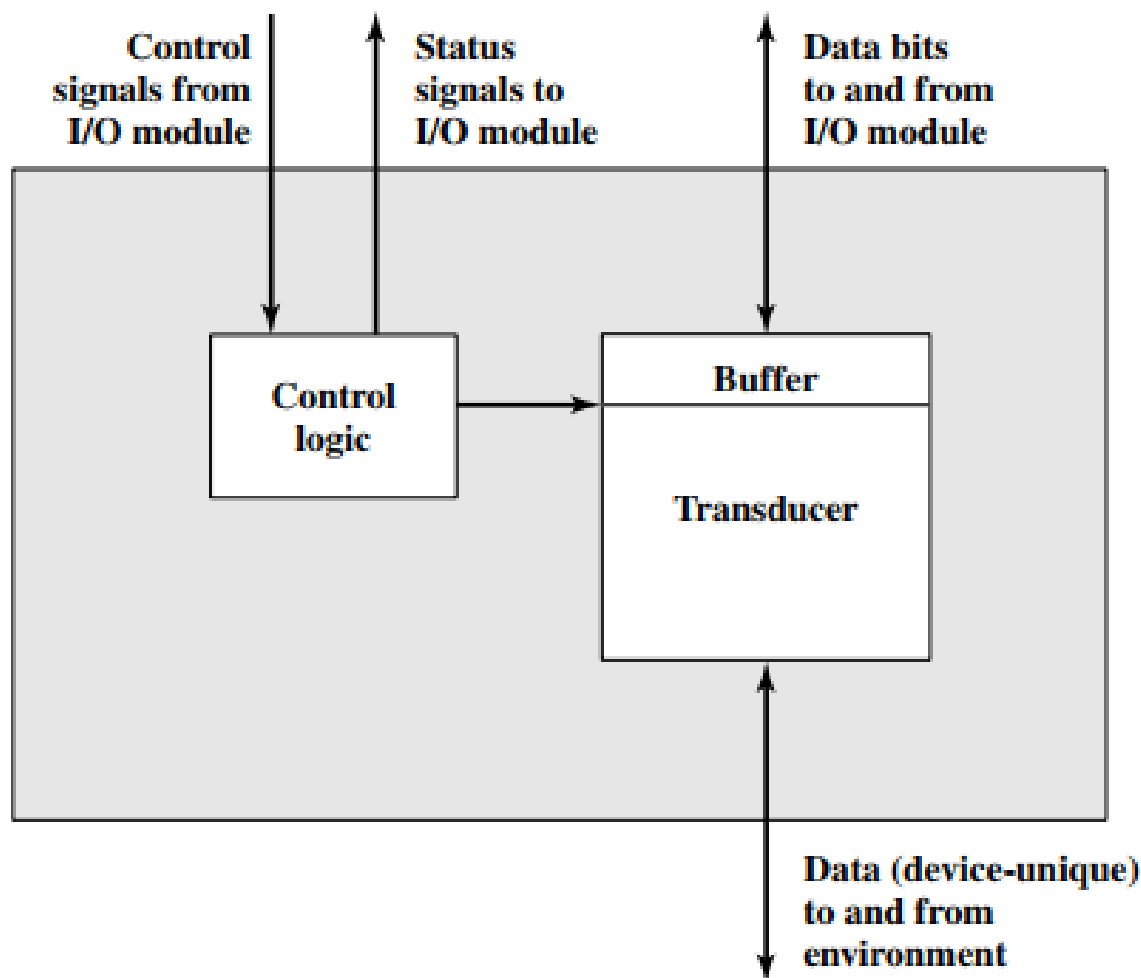 Control
signals from
I/O module
Status
signals to
I/O module
Data bits
to and from
I/O module
Control
logic
Buffer
Transducer
Data (device-unique)
to and from
environment